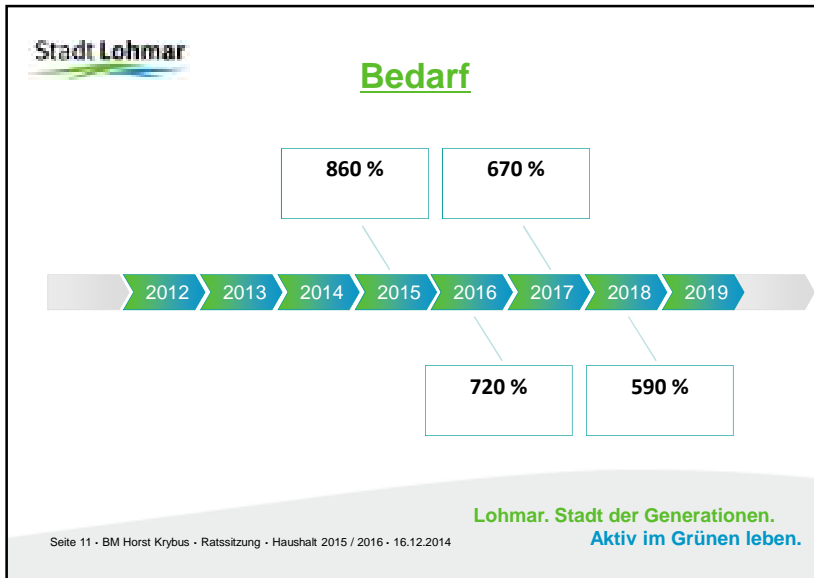 Stadt Lohmar
Bedarf
860 %
670 %
2012
2013
2014
2015
2016
2017
2018
2019
720 %
590 %
Lohmar. Stadt der Generationen.
Aktiv im Grünen leben.
Seite 11 · BM Horst Krybus · Ratssitzung · Haushalt 2015 / 2016 · 16.12.2014